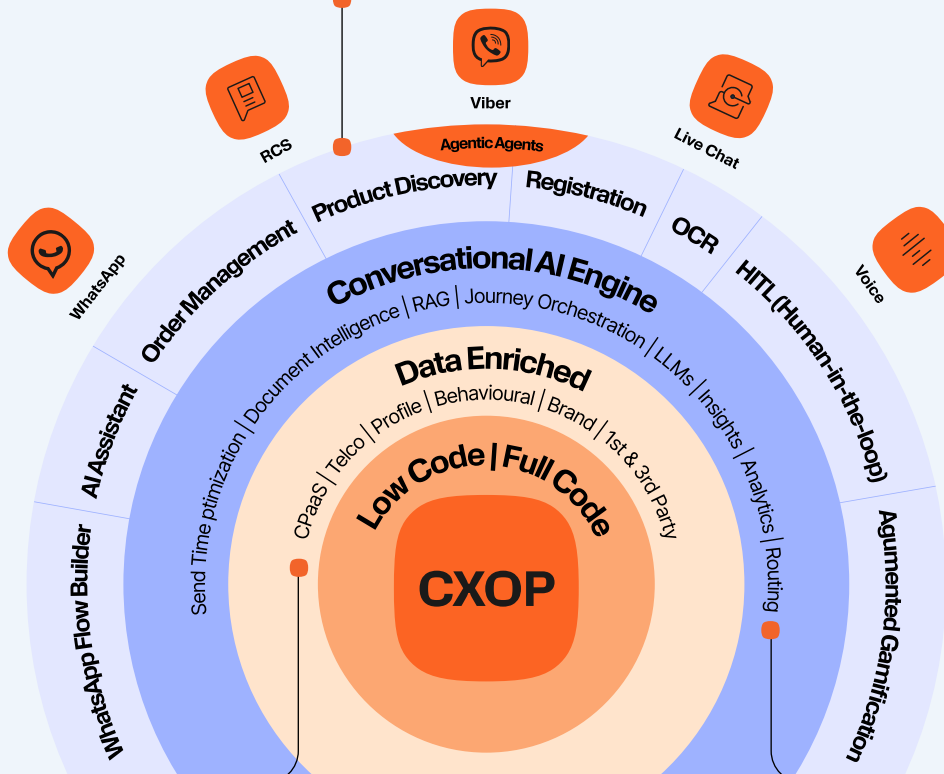 Viber
RCS
Live Chat
WhatsApp
Voice
Agentic Agents
WhatsApp Flow Builder
AI Assistant
Order Management
Product Discovery
Registration
OCR
HITL (Human-in-the-loop)
Agumented Gamification
Conversational AI Engine
Send Time ptimization | Document Intelligence | RAG | Journey Orchestration | LLMs | Insights | Analytics | Routing
Data Enriched
CPaaS | Telco | Profile | Behavioural | Brand | 1st & 3rd Party
Low Code | Full Code
CXOP